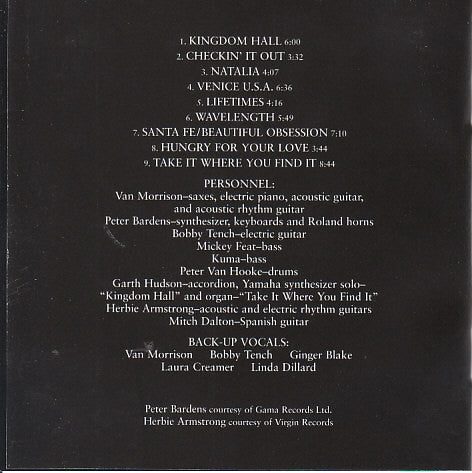 1. KINGDOM HALL 6:00
2. CHECKIN' IT OUT 3:32
3. NATALIA 4:07
4. VENICE U.S.A. 6:36
5. LIFETIMES 4:16
6. WAVELENGTH 5:49
7. SANTA FE/BEAUTIFUL OBSESSION 7:10
8. HUNGRY FOR YOUR LOVE 3:44
9. TAKE IT WHERE YOU FIND IT 8:44
PERSONNEL:
Van Morrison–saxes, electric piano, acoustic guitar,
and acoustic rhythm guitar
Peter Bardens–synthesizer, keyboards and Roland horns
Bobby Tench–electric guitar
Mickey Feat–bass
Kuma–bass
Peter Van Hooke–drums
Garth Hudson–accordion, Yamaha synthesizer solo–
"Kingdom Hall" and organ–"Take It Where You Find It"
Herbie Armstrong–acoustic and electric rhythm guitars
Mitch Dalton–Spanish guitar
BACK-UP VOCALS:
Van Morrison Bobby Tench Ginger Blake
Laura Creamer Linda Dillard
Peter Bardens courtesy of Gama Records Ltd.
Herbie Armstrong courtesy of Virgin Records